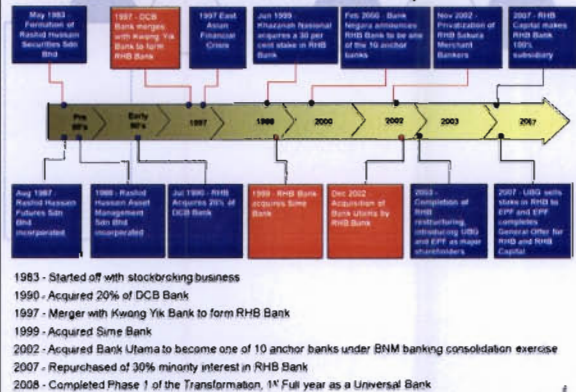 May 1983 -
Formation of
Rashid Hussain
Securities Sdn
Bhd
1997 - DCB
Bank merges
with Kwong Yik
Bank to form
RHB Bank
1997 East
Asian
Financial
Crisis
Jun 1999 -
Khazanah Nasional
acquires a 30 per
cent stake in RHB
Bank
Feb 2000 - Bank
Negara announces
RHB Bank to be one
of the 10 anchor
banks
Nov 2002 -
Privatization of
RHB Sakura
Merchant
Bankers
2007 - RHB
Capital makes
RHB Bank
100%
subsidiary
Pre
90's
Early
90's
1997
1999
2000
2002
2003
2007
Aug 1987 -
Rashid Hussain
Futures Sdn
Bhd
incorporated
1988 - Rashid
Hussain Asset
Management
Sdn Bhd
incorporated
Jul 1990 - RHB
Acquires 20% of
DCB Bank
1999 - RHB Bank
acquires Sime
Bank
Dec 2002
Acquisition of
Bank Utama by
RHB Bank
2003 -
Completion of
RHB
restructuring,
introducing UBG
and EPF as major
shareholders
2007 - UBG sells
stake in RHB to
EPF and EPF
completes
General Offer for
RHB and RHB
Capital
1983 - Started off with stockbroking business
1990 - Acquired 20% of DCB Bank
1997 - Merger with Kwong Yik Bank to form RHB Bank
1999 - Acquired Sime Bank
2002 - Acquired Bank Utama to become one of 10 anchor banks under BNM banking consolidation exercise
2007 - Repurchased of 30% minority interest in RHB Bank
2008 - Completed Phase 1 of the Transformation, 1st Full year as a Universal Bank